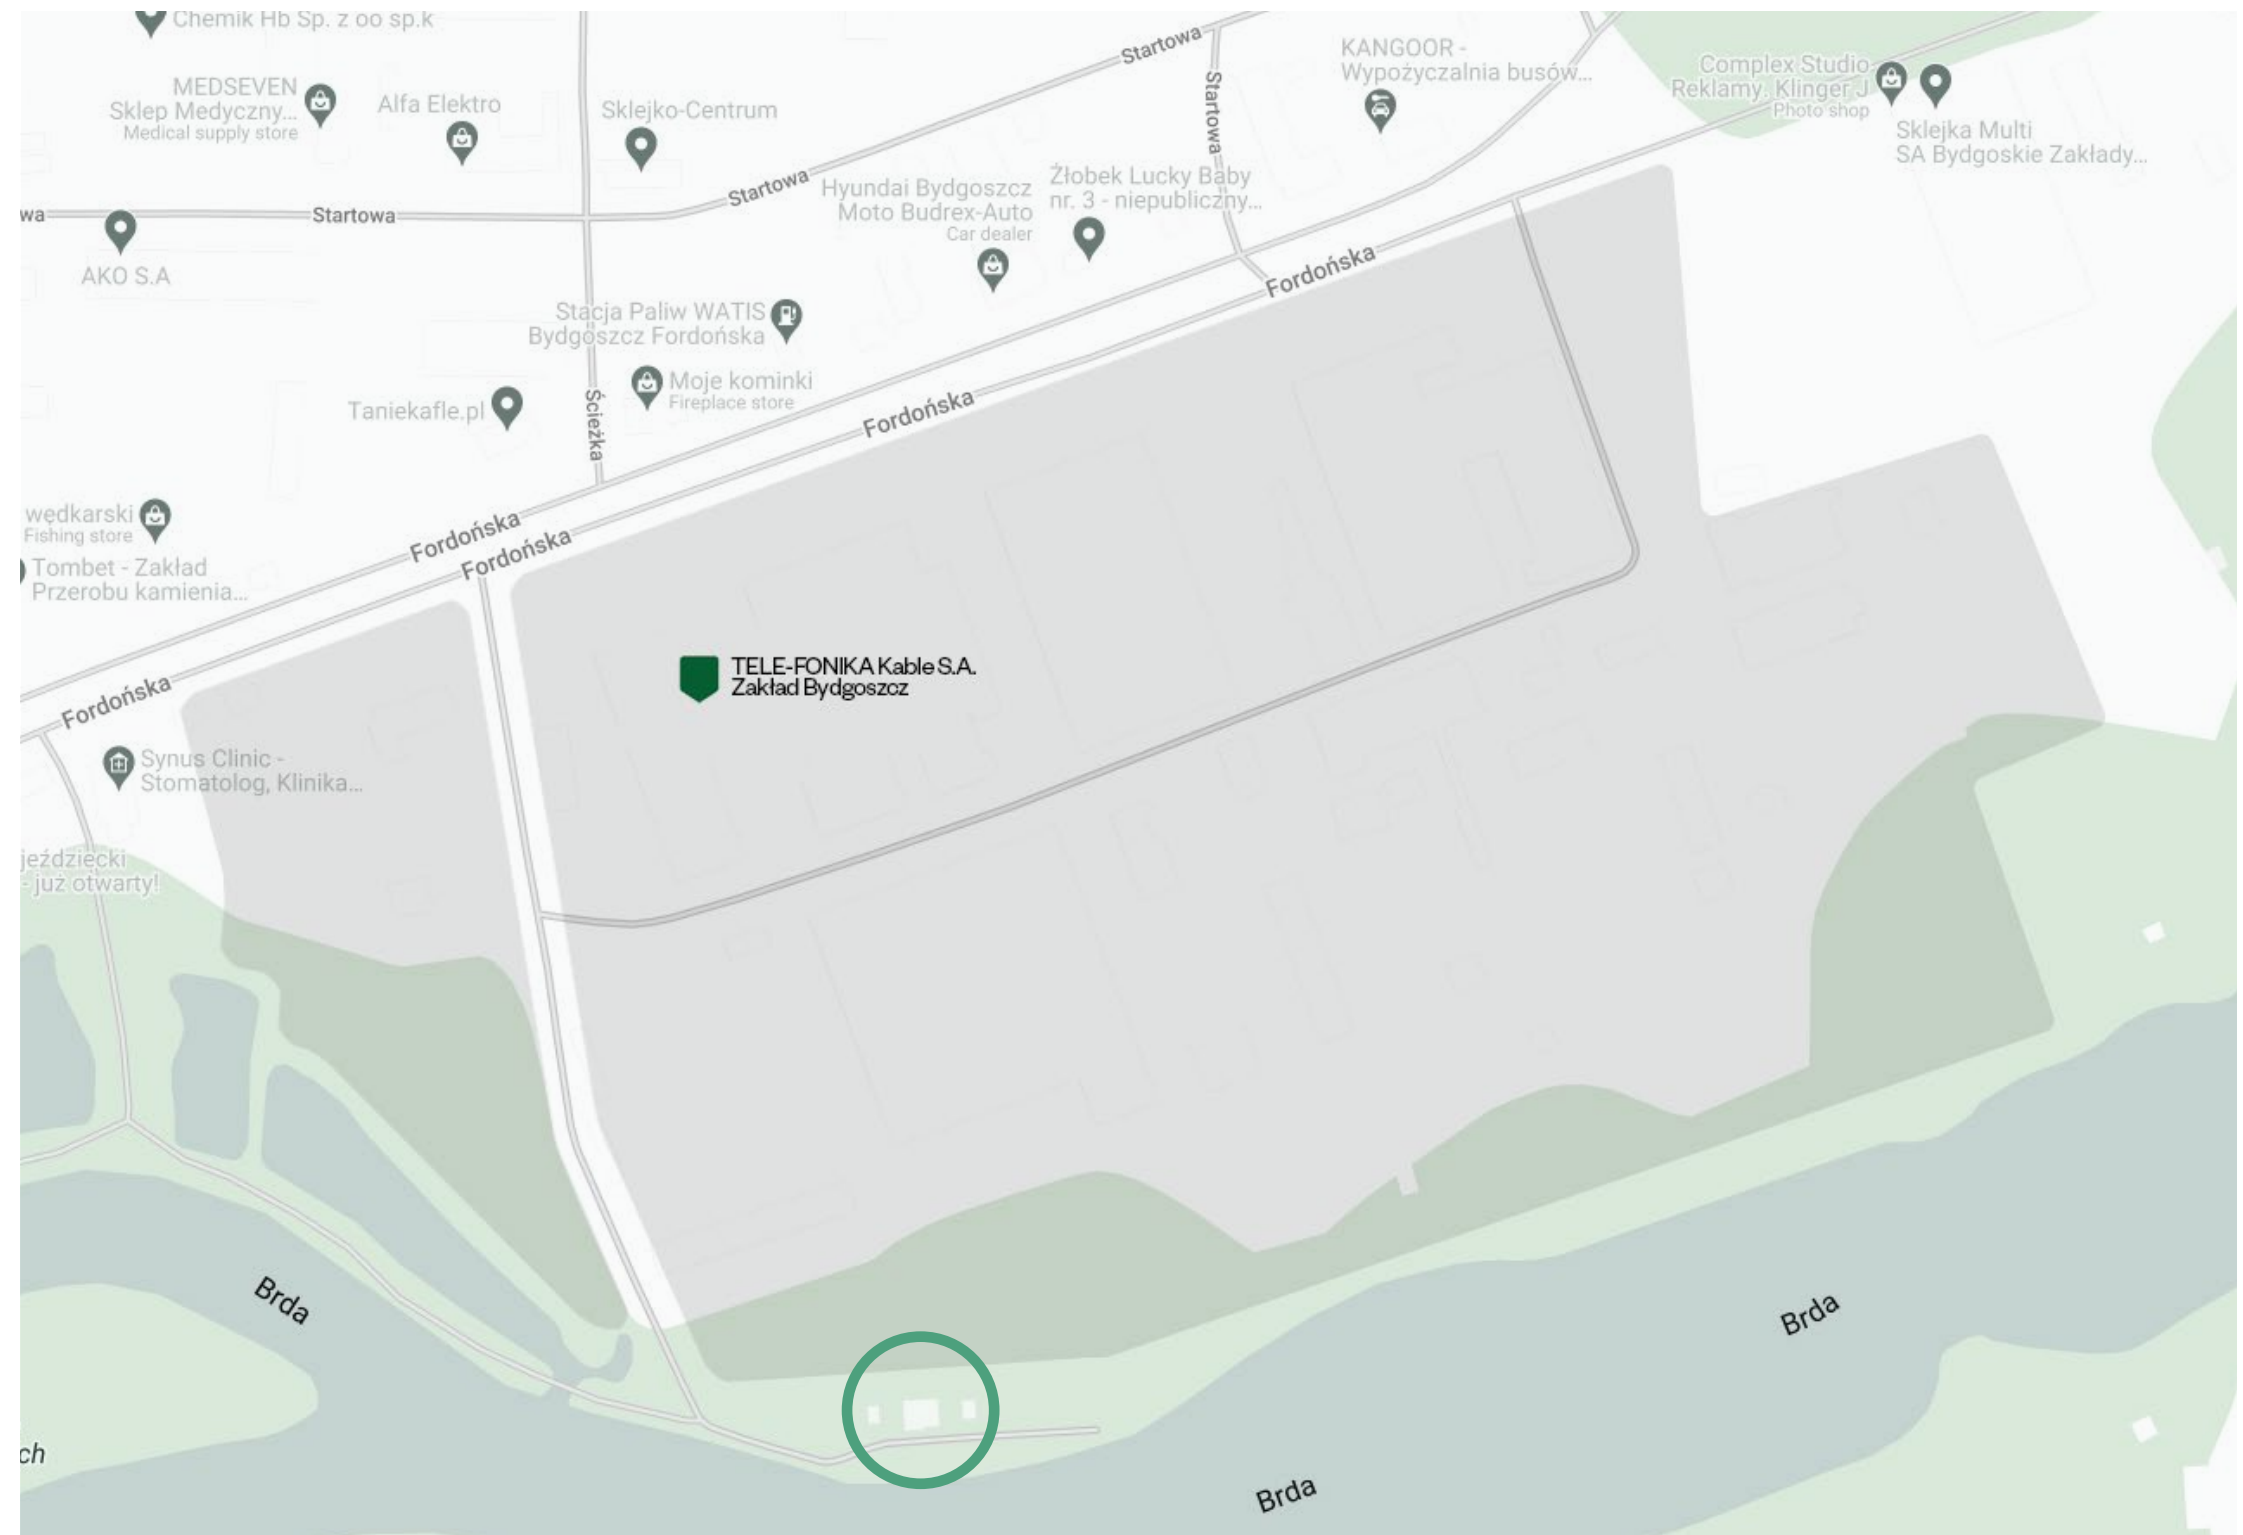 Chemik Hb Sp. z oo sp.k
MEDSEVEN
Sklep Medyczny...
Medical supply store
Alfa Elektro
Sklejko-Centrum
Startowa
Startowa
KANGOOR -
Wypożyczalnia busów...
Complex Studio
Reklamy. Klinger J
Photo shop
Sklejka Multi
SA Bydgoskie Zakłady...
wa
Startowa
Startowa
Hyundai Bydgoszcz
Moto Budrex-Auto
Car dealer
Żłobek Lucky Baby
nr. 3 - niepubliczny...
AKO S.A
Fordońska
Stacja Paliw WATIS
Bydgoszcz Fordońska
Moje kominki
Fireplace store
Taniekafle.pl
Ścieżka
Fordońska
wędkarski
Fishing store
Fordońska
Fordońska
Tombet - Zakład
Przerobu kamienia...
TELE-FONIKA Kable S.A.
Zakład Bydgoszcz
Fordońska
Synus Clinic -
Stomatolog, Klinika...
jeździecki
- już otwarty!
Brda
Brda
ch
Brda